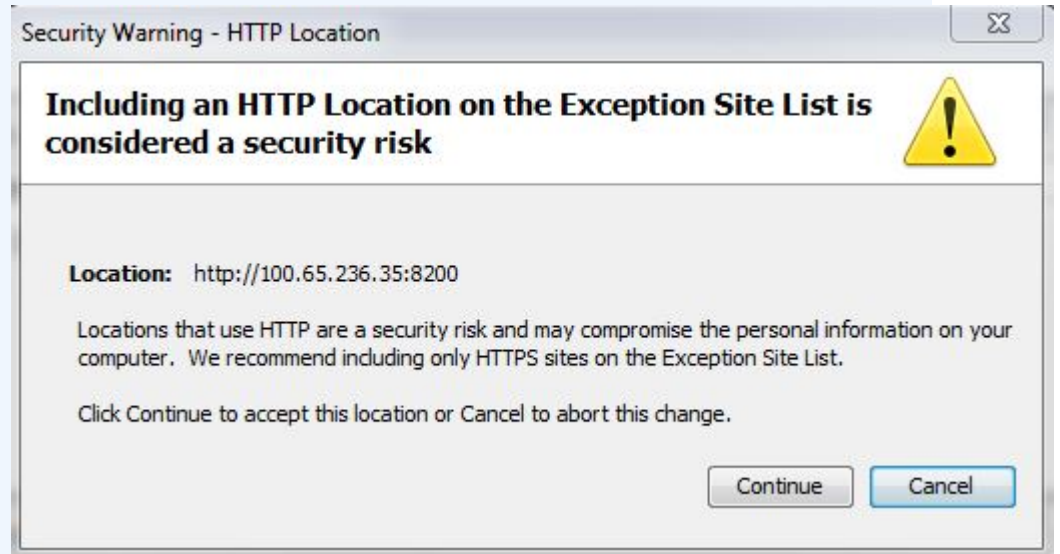 Security Warning - HTTP Location
Including an HTTP Location on the Exception Site List is
considered a security risk
Location: http://100.65.236.35:8200
Locations that use HTTP are a security risk and may compromise the personal information on your
computer. We recommend including only HTTPS sites on the Exception Site List.
Click Continue to accept this location or Cancel to abort this change.
Continue Cancel